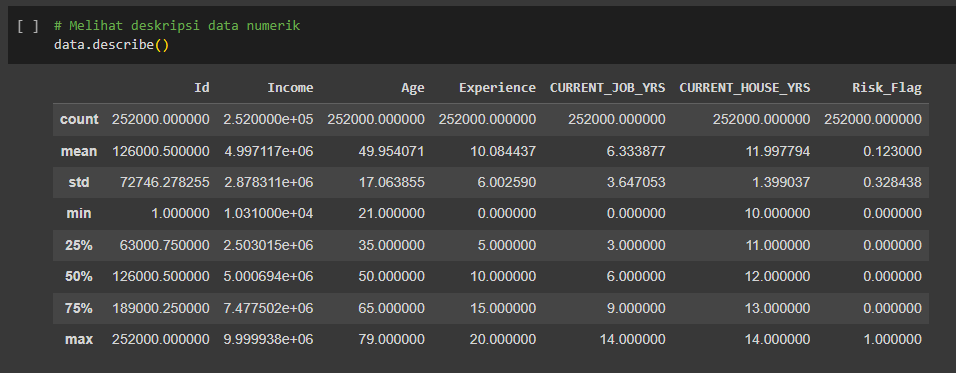 [ ] # Melihat deskripsi data numerik
data.describe()
Id Income Age Experience CURRENT_JOB_YRS CURRENT_HOUSE_YRS Risk_Flag
count 252000.000000 2.520000e+05 252000.000000 252000.000000 252000.000000 252000.000000 252000.000000
mean 126000.500000 4.997117e+06 49.954071 10.084437 6.333877 11.997794 0.123000
std 72746.278255 2.878311e+06 17.063855 6.002590 3.647053 1.399037 0.328438
min 1.000000 1.031000e+04 21.000000 0.000000 0.000000 10.000000 0.000000
25% 63000.750000 2.503015e+06 35.000000 5.000000 3.000000 11.000000 0.000000
50% 126000.500000 5.000694e+06 50.000000 10.000000 6.000000 12.000000 0.000000
75% 189000.250000 7.477502e+06 65.000000 15.000000 9.000000 13.000000 0.000000
max 252000.000000 9.999938e+06 79.000000 20.000000 14.000000 14.000000 1.000000